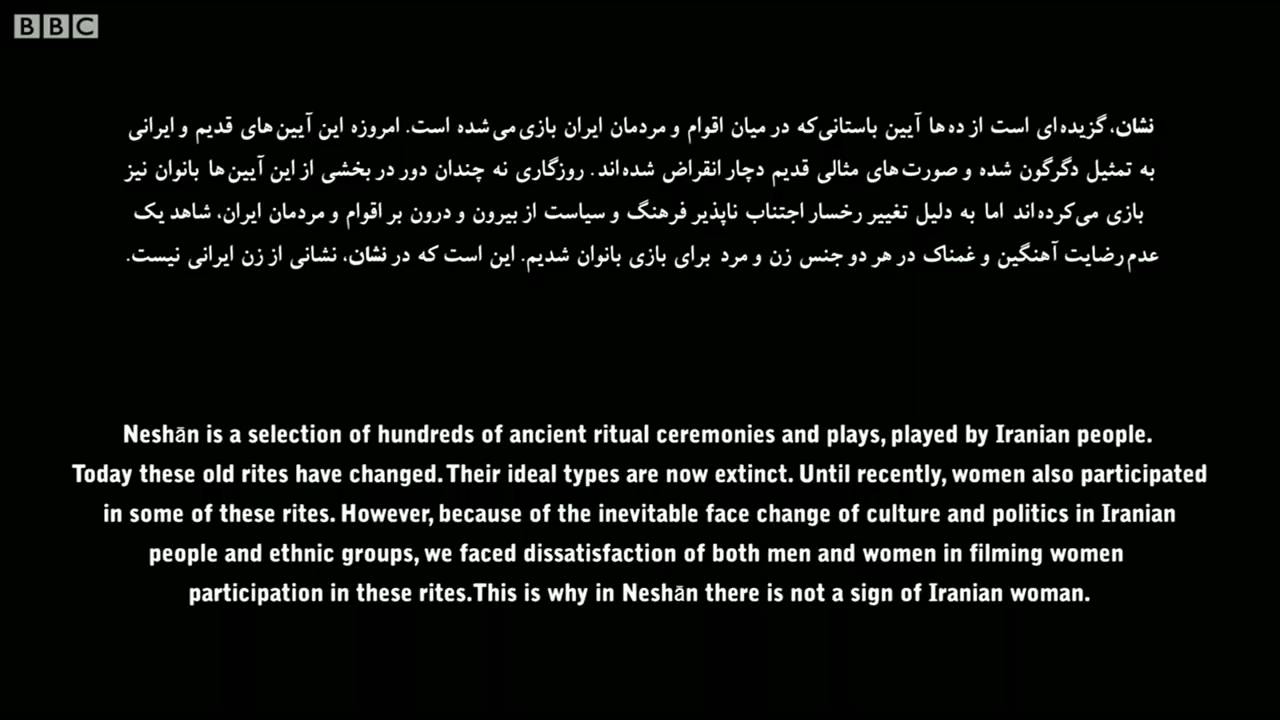 BBC
نشان، گزیده‌ای است از ده‌ها آیین باستانی‌که در میان اقوام و مردمان ایران بازی می‌شده است. امروزه این آیین‌های قدیم و ایرانی
به تمثیل دگرگون شده و صورت‌های مثالی قدیم دچار انقراض شده‌اند. روزگاری نه چندان دور در بخشی از این آیین‌ها بانوان نیز
بازی می‌کرده‌اند اما به دلیل تغییر رخسار اجتناب ناپذیر فرهنگ و سیاست از بیرون و درون بر اقوام و مردمان ایران، شاهد یک
عدم رضایت آهنگین و غمناک در هر دو جنس زن و مرد برای بازی بانوان شدیم. این است که در نشان، نشانی از زن ایرانی نیست.
Neshān is a selection of hundreds of ancient ritual ceremonies and plays, played by Iranian people.
Today these old rites have changed. Their ideal types are now extinct. Until recently, women also participated
in some of these rites. However, because of the inevitable face change of culture and politics in Iranian
people and ethnic groups, we faced dissatisfaction of both men and women in filming women
participation in these rites.This is why in Neshān there is not a sign of Iranian woman.